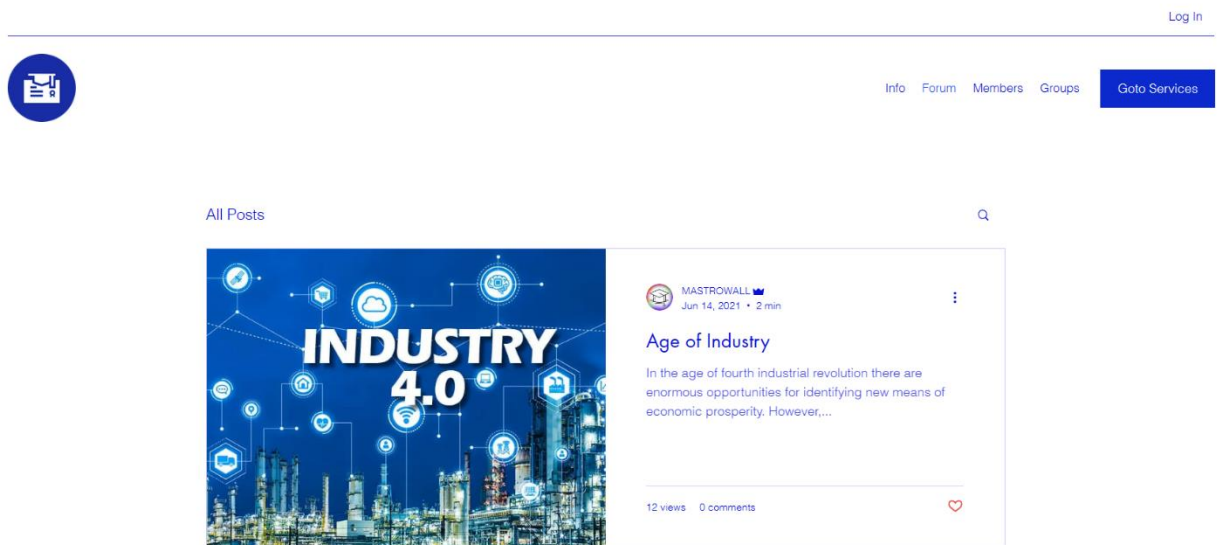 Log In
Info Forum Members Groups Goto Services
All Posts
INDUSTRY
4.0
MASTROWALL
Jun 14, 2021 • 2 min
Age of Industry
In the age of fourth industrial revolution there are
enormous opportunities for identifying new means of
economic prosperity. However,...
12 views 0 comments